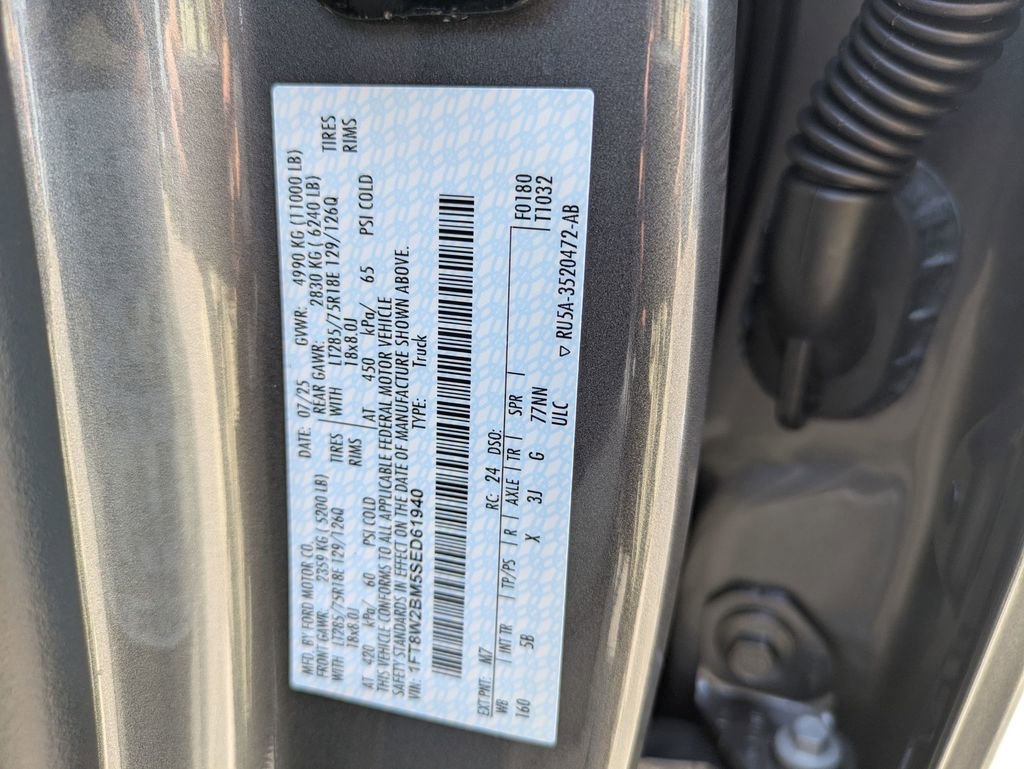 MFD. BY FORD MOTOR CO. DATE: 07/25 GVWR: 4990 KG (11000 LB)
FRONT GAWR: 2359 KG ( 5200 LB) REAR GAWR: 2830 KG ( 6240 LB)
WITH LT285/75R18E 129/126Q TIRES WITH LT285/75R18E 129/126Q TIRES
18x8.0J RIMS 18x8.0J RIMS
AT 420 kPa/ 60 PSI COLD AT 450 kPa/ 65 PSI COLD
THIS VEHICLE CONFORMS TO ALL APPLICABLE FEDERAL MOTOR VEHICLE
SAFETY STANDARDS IN EFFECT ON THE DATE OF MANUFACTURE SHOWN ABOVE.
VIN: 1FT8W2BM5SED61940 TYPE: Truck
EXT PNT: M7 RC: 24 DSO: F0180
WB INT TR TP/PS R AXLE TR SPR T1032
160 5B X 3J G 77NN
ULC
▽ RU5A-3520472-AB